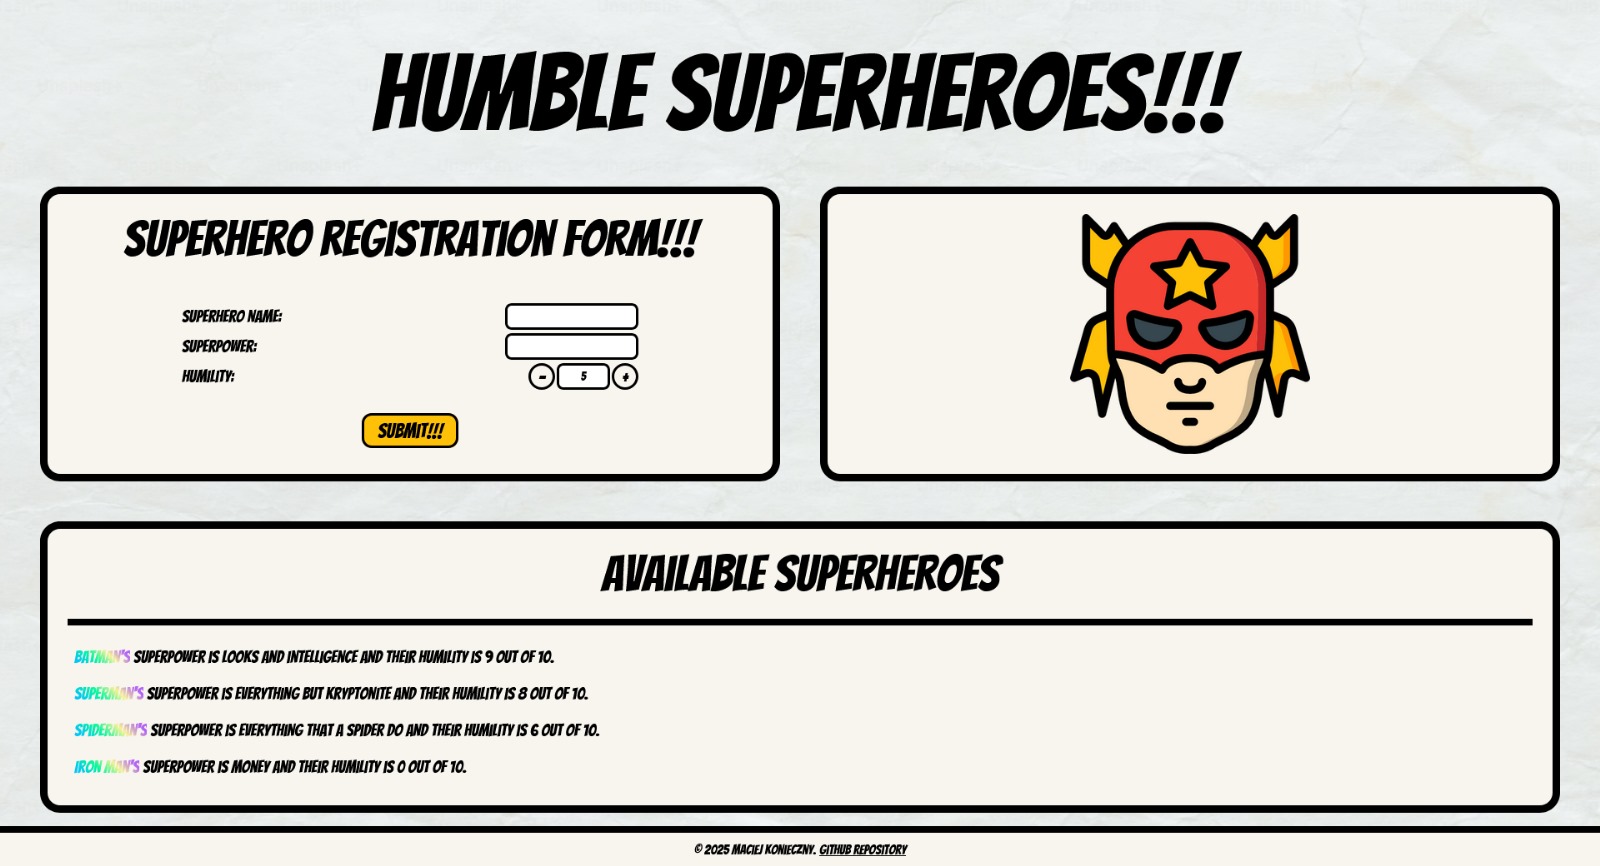 HUMBLE SUPERHEROES!!!
SUPERHERO REGISTRATION FORM!!!
SUPERHERO NAME:
SUPERPOWER:
HUMILITY:
- 5 +
SUBMIT!!!
AVAILABLE SUPERHEROES
BATMAN'S SUPERPOWER IS LOOKS AND INTELLIGENCE AND THEIR HUMILITY IS 9 OUT OF 10.
SUPERMAN'S SUPERPOWER IS EVERYTHING BUT KRYPTONITE AND THEIR HUMILITY IS 8 OUT OF 10.
SPIDERMAN'S SUPERPOWER IS EVERYTHING THAT A SPIDER DO AND THEIR HUMILITY IS 6 OUT OF 10.
IRON MAN'S SUPERPOWER IS MONEY AND THEIR HUMILITY IS 0 OUT OF 10.
© 2025 MACIEJ KONIECZNY. GITHUB REPOSITORY